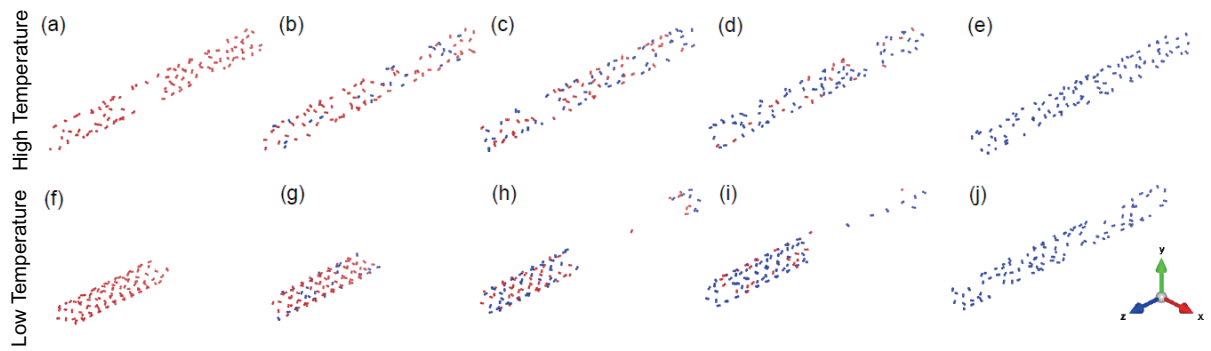 High Temperature
(a)
(b)
(c)
(d)
(e)
Low Temperature
(f)
(g)
(h)
(i)
(j)
y
z
x